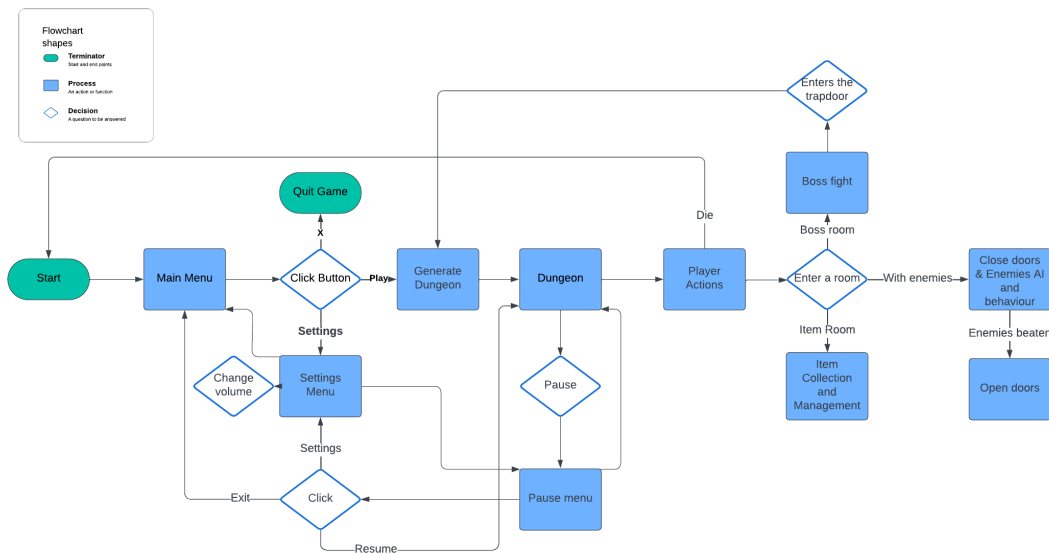 Flowchart
shapes
Terminator
Start and end points
Process
An action or function
Decision
A question to be answered
Enters the
trapdoor
Boss fight
Quit Game
Die
Boss room
X
Start
Main Menu
Click Button
Play
Generate
Dungeon
Dungeon
Player
Actions
Enter a room
With enemies
Close doors
& Enemies AI
and
behaviour
Settings
Item Room
Enemies beaten
Change
volume
Settings
Menu
Pause
Item
Collection
and
Management
Open doors
Settings
Exit
Click
Pause menu
Resume